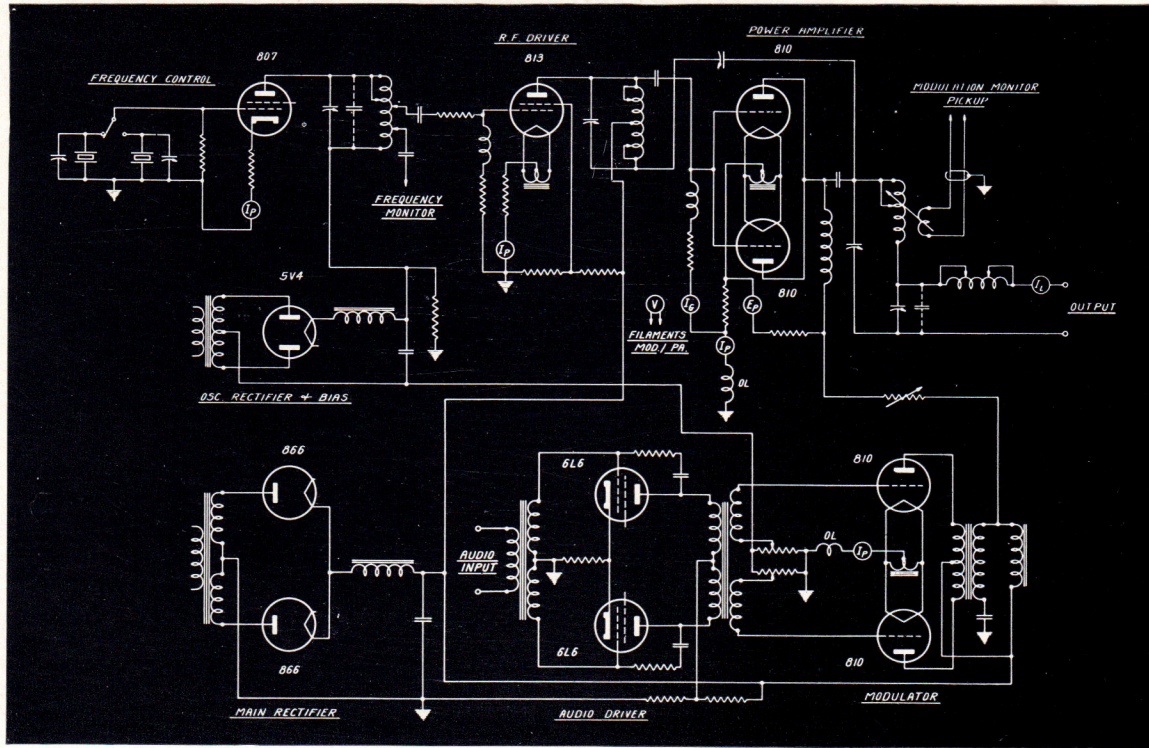 R.F. DRIVER
POWER AMPLIFIER
807
813
810
FREQUENCY CONTROL
MODULATION MONITOR
PICKUP
IP
FREQUENCY
MONITOR
IP
5V4
810
V
IG
EP
IL
OUTPUT
FILAMENTS
MOD./ PA.
IP
OL
OSC. RECTIFIER & BIAS
866
6L6
810
AUDIO
INPUT
OL
IP
866
6L6
810
MAIN RECTIFIER
AUDIO DRIVER
MODULATOR